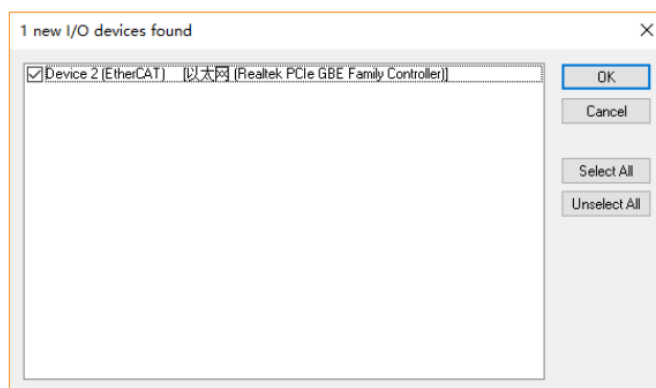 1 new I/O devices found
Device 2 (EtherCAT) [以太网 (Realtek PCIe GBE Family Controller)]
OK
Cancel
Select All
Unselect All